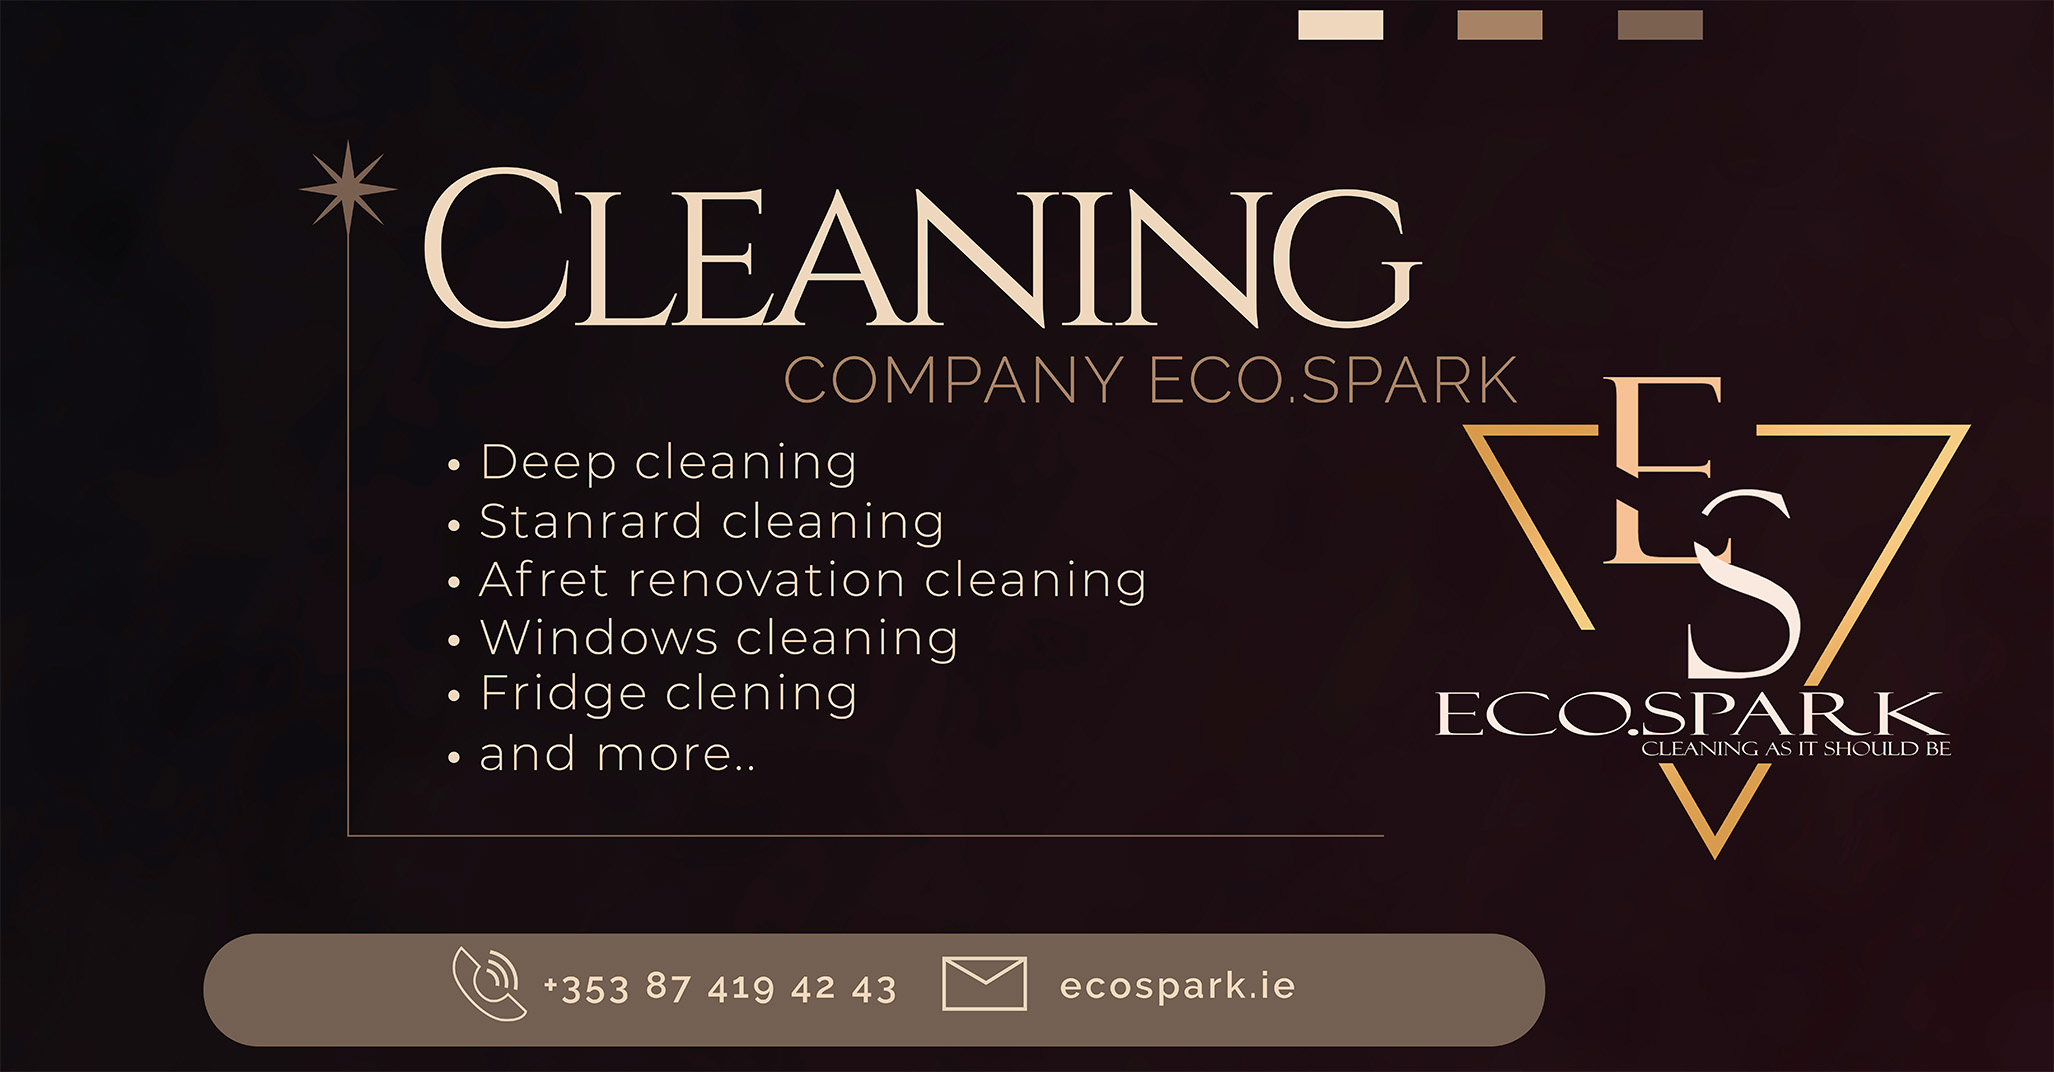 CLEANING
COMPANY ECO.SPARK
• Deep cleaning
• Stanrard cleaning
• Afret renovation cleaning
• Windows cleaning
• Fridge clening
• and more..
ES
ECO.SPARK
CLEANING AS IT SHOULD BE
+353 87 419 42 43
ecospark.ie